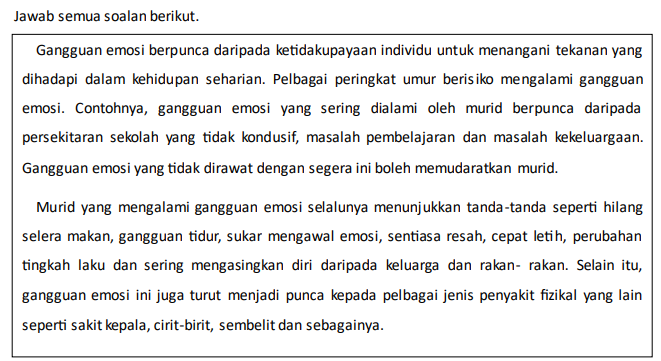 Jawab semua soalan berikut.
Gangguan emosi berpunca daripada ketidakupayaan individu untuk menangani tekanan yang
dihadapi dalam kehidupan seharian. Pelbagai peringkat umur berisiko mengalami gangguan
emosi. Contohnya, gangguan emosi yang sering dialami oleh murid berpunca daripada
persekitaran sekolah yang tidak kondusif, masalah pembelajaran dan masalah kekeluargaan.
Gangguan emosi yang tidak dirawat dengan segera ini boleh memudaratkan murid.
Murid yang mengalami gangguan emosi selalunya menunjukkan tanda-tanda seperti hilang
selera makan, gangguan tidur, sukar mengawal emosi, sentiasa resah, cepat letih, perubahan
tingkah laku dan sering mengasingkan diri daripada keluarga dan rakan- rakan. Selain itu,
gangguan emosi ini juga turut menjadi punca kepada pelbagai jenis penyakit fizikal yang lain
seperti sakit kepala, cirit-birit, sembelit dan sebagainya.